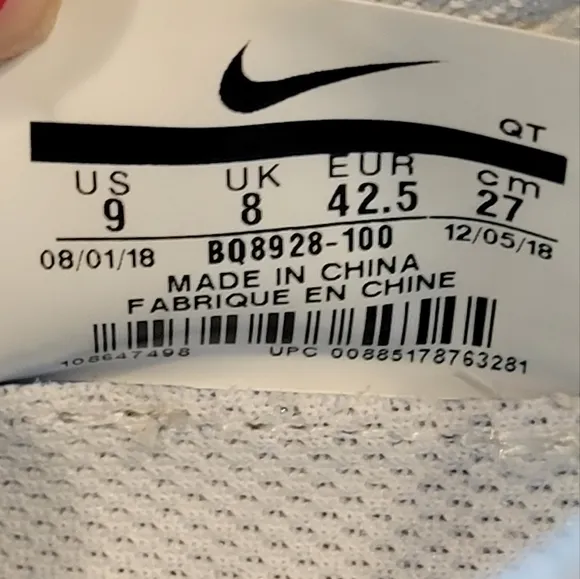 QT
US UK EUR cm
9 8 42.5 27
08/01/18 BQ8928-100 12/05/18
MADE IN CHINA
FABRIQUE EN CHINE
108647498 UPC 00885178763281